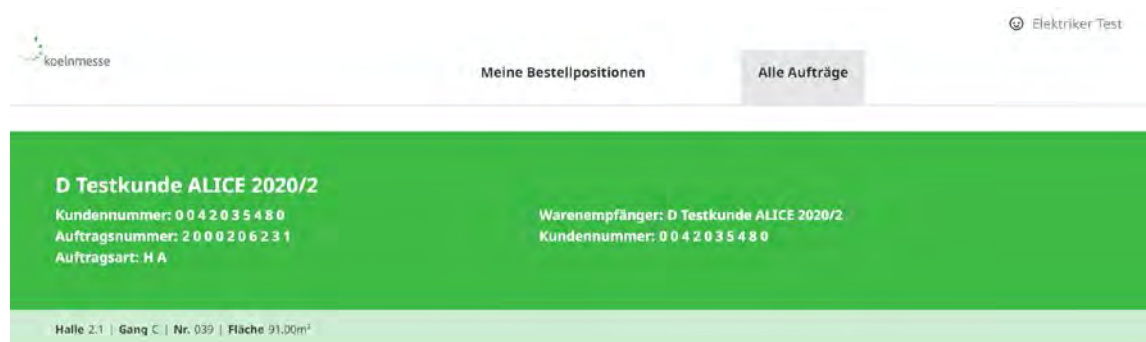 Elektriker Test
koelnmesse
Meine Bestellpositionen
Alle Aufträge
D Testkunde ALICE 2020/2
Kundennummer: 0 0 4 2 0 3 5 4 8 0
Auftragsnummer: 2 0 0 0 2 0 6 2 3 1
Auftragsart: H A
Warenempfänger: D Testkunde ALICE 2020/2
Kundennummer: 0 0 4 2 0 3 5 4 8 0
Halle 2.1 | Gang C | Nr. 039 | Fläche 91.00m²